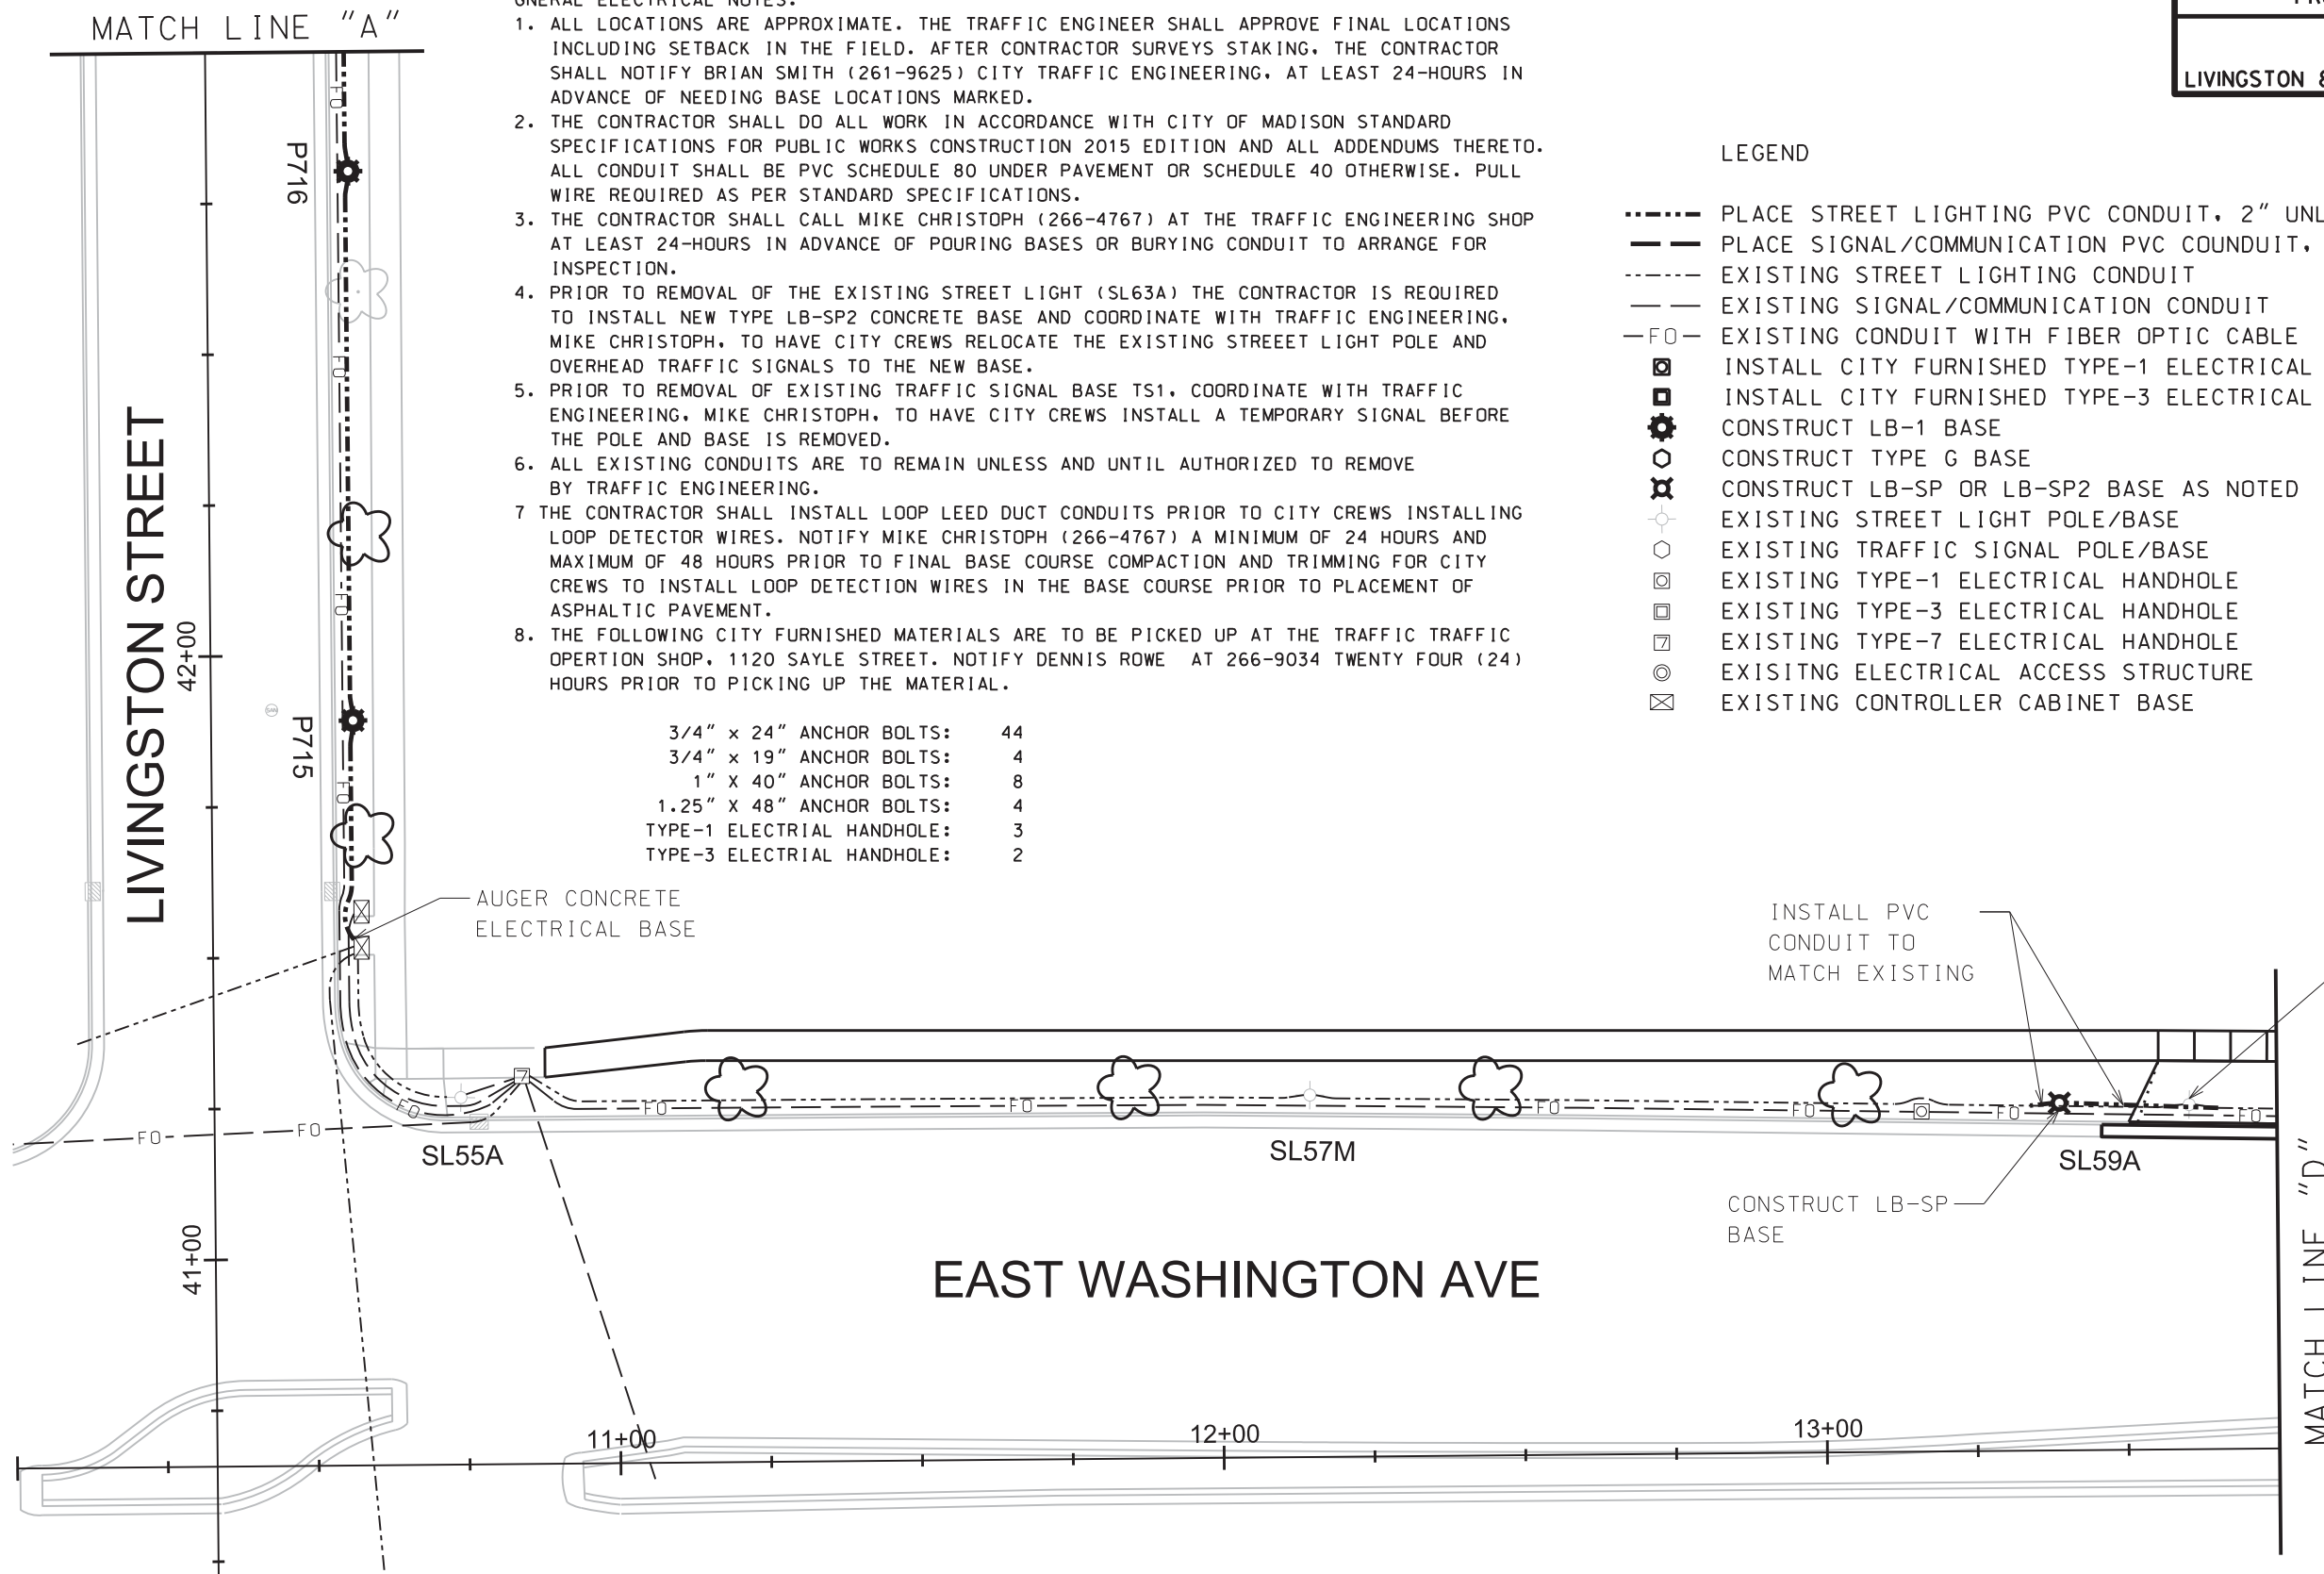 MATCH LINE "A"
GNERAL ELECTRICAL NOTES:
1. ALL LOCATIONS ARE APPROXIMATE. THE TRAFFIC ENGINEER SHALL APPROVE FINAL LOCATIONS
INCLUDING SETBACK IN THE FIELD. AFTER CONTRACTOR SURVEYS STAKING, THE CONTRACTOR
SHALL NOTIFY BRIAN SMITH (261-9625) CITY TRAFFIC ENGINEERING, AT LEAST 24-HOURS IN
ADVANCE OF NEEDING BASE LOCATIONS MARKED.
2. THE CONTRACTOR SHALL DO ALL WORK IN ACCORDANCE WITH CITY OF MADISON STANDARD
SPECIFICATIONS FOR PUBLIC WORKS CONSTRUCTION 2015 EDITION AND ALL ADDENDUMS THERETO.
ALL CONDUIT SHALL BE PVC SCHEDULE 80 UNDER PAVEMENT OR SCHEDULE 40 OTHERWISE. PULL
WIRE REQUIRED AS PER STANDARD SPECIFICATIONS.
3. THE CONTRACTOR SHALL CALL MIKE CHRISTOPH (266-4767) AT THE TRAFFIC ENGINEERING SHOP
AT LEAST 24-HOURS IN ADVANCE OF POURING BASES OR BURYING CONDUIT TO ARRANGE FOR
INSPECTION.
4. PRIOR TO REMOVAL OF THE EXISTING STREET LIGHT (SL63A) THE CONTRACTOR IS REQUIRED
TO INSTALL NEW TYPE LB-SP2 CONCRETE BASE AND COORDINATE WITH TRAFFIC ENGINEERING,
MIKE CHRISTOPH, TO HAVE CITY CREWS RELOCATE THE EXISTING STREEET LIGHT POLE AND
OVERHEAD TRAFFIC SIGNALS TO THE NEW BASE.
5. PRIOR TO REMOVAL OF EXISTING TRAFFIC SIGNAL BASE TS1, COORDINATE WITH TRAFFIC
ENGINEERING, MIKE CHRISTOPH, TO HAVE CITY CREWS INSTALL A TEMPORARY SIGNAL BEFORE
THE POLE AND BASE IS REMOVED.
6. ALL EXISTING CONDUITS ARE TO REMAIN UNLESS AND UNTIL AUTHORIZED TO REMOVE
BY TRAFFIC ENGINEERING.
7 THE CONTRACTOR SHALL INSTALL LOOP LEED DUCT CONDUITS PRIOR TO CITY CREWS INSTALLING
LOOP DETECTOR WIRES. NOTIFY MIKE CHRISTOPH (266-4767) A MINIMUM OF 24 HOURS AND
MAXIMUM OF 48 HOURS PRIOR TO FINAL BASE COURSE COMPACTION AND TRIMMING FOR CITY
CREWS TO INSTALL LOOP DETECTION WIRES IN THE BASE COURSE PRIOR TO PLACEMENT OF
ASPHALTIC PAVEMENT.
8. THE FOLLOWING CITY FURNISHED MATERIALS ARE TO BE PICKED UP AT THE TRAFFIC TRAFFIC
OPERTION SHOP, 1120 SAYLE STREET. NOTIFY DENNIS ROWE AT 266-9034 TWENTY FOUR (24)
HOURS PRIOR TO PICKING UP THE MATERIAL.
3/4" x 24" ANCHOR BOLTS: 44
3/4" x 19" ANCHOR BOLTS: 4
1" X 40" ANCHOR BOLTS: 8
1.25" X 48" ANCHOR BOLTS: 4
TYPE-1 ELECTRIAL HANDHOLE: 3
TYPE-3 ELECTRIAL HANDHOLE: 2
LIVINGSTON &
LEGEND
PLACE STREET LIGHTING PVC CONDUIT, 2" UNL
PLACE SIGNAL/COMMUNICATION PVC COUNDUIT,
EXISTING STREET LIGHTING CONDUIT
EXISTING SIGNAL/COMMUNICATION CONDUIT
FO EXISTING CONDUIT WITH FIBER OPTIC CABLE
INSTALL CITY FURNISHED TYPE-1 ELECTRICAL
INSTALL CITY FURNISHED TYPE-3 ELECTRICAL
CONSTRUCT LB-1 BASE
CONSTRUCT TYPE G BASE
CONSTRUCT LB-SP OR LB-SP2 BASE AS NOTED
EXISTING STREET LIGHT POLE/BASE
EXISTING TRAFFIC SIGNAL POLE/BASE
EXISTING TYPE-1 ELECTRICAL HANDHOLE
EXISTING TYPE-3 ELECTRICAL HANDHOLE
7 EXISTING TYPE-7 ELECTRICAL HANDHOLE
EXISITNG ELECTRICAL ACCESS STRUCTURE
EXISTING CONTROLLER CABINET BASE
FO
P716
FO
LIVINGSTON STREET
FO
42+00
P715
FO
AUGER CONCRETE
ELECTRICAL BASE
INSTALL PVC
CONDUIT TO
MATCH EXISTING
7
FO
FO
FO
FO
FO
FO
FO
FO
FO
SL55A
SL57M
SL59A
CONSTRUCT LB-SP
BASE
41+00
EAST WASHINGTON AVE
MATCH LINE "D"
11+00
12+00
13+00